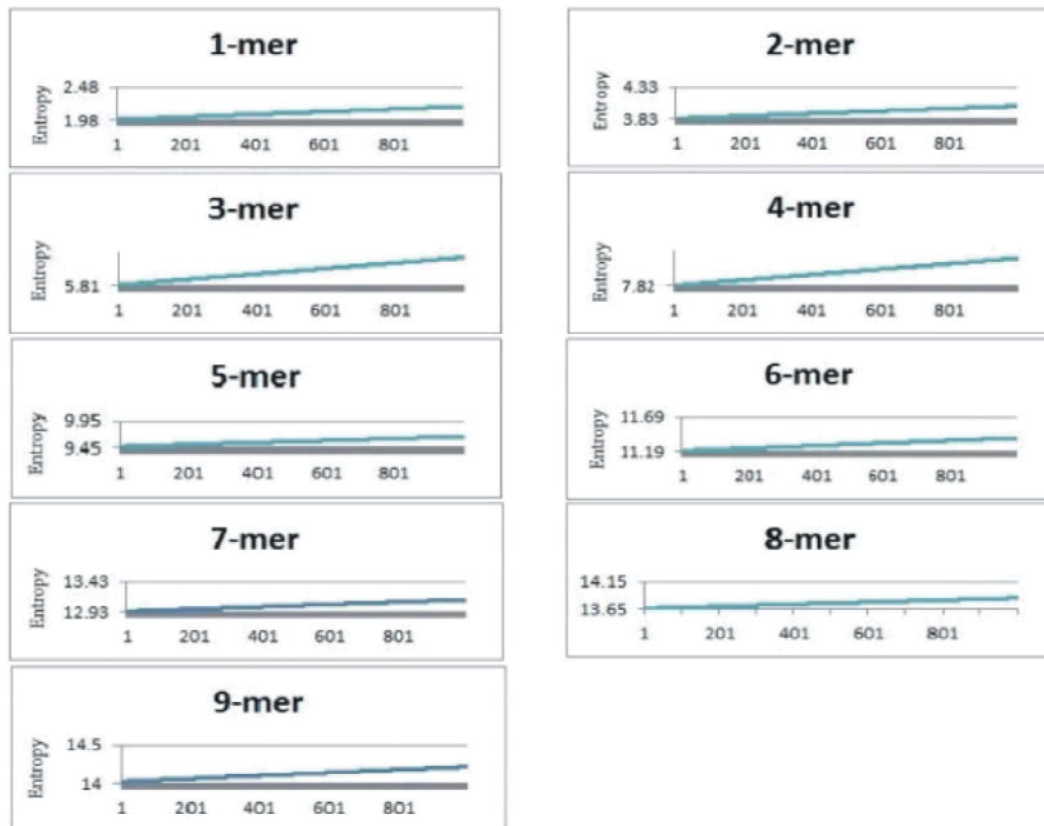 1-mer
Entropy
2.48
1.98
1 201 401 601 801
2-mer
Entropy
4.33
3.83
1 201 401 601 801
3-mer
Entropy
5.81
1 201 401 601 801
4-mer
Entropy
7.82
1 201 401 601 801
5-mer
Entropy
9.95
9.45
1 201 401 601 801
6-mer
Entropy
11.69
11.19
1 201 401 601 801
7-mer
Entropy
13.43
12.93
1 201 401 601 801
8-mer
14.15
13.65
1 201 401 601 801
9-mer
Entropy
14.5
14
1 201 401 601 801